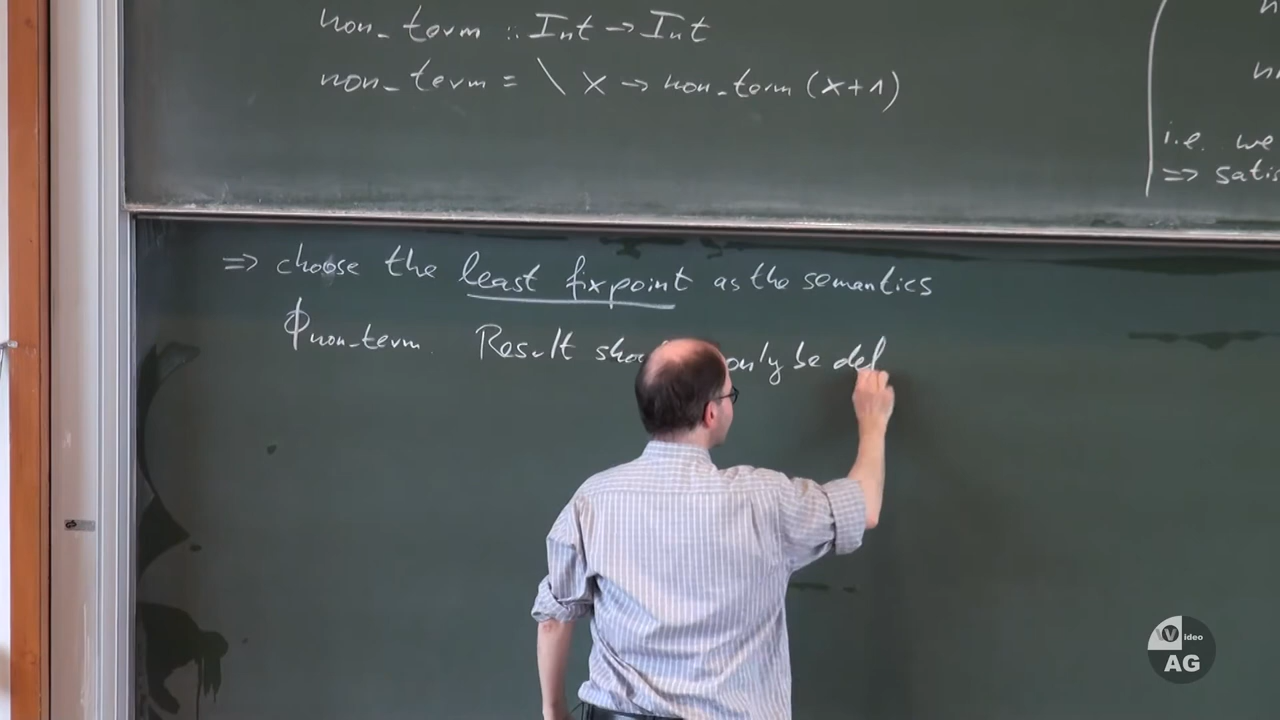 non_term :: Int → Int
non_term = \ x → non_term (x+1)
i.e. we
=> satis
=> choose the least fixpoint as the semantics
ϕnon_term. Result shou only be def
Video
AG